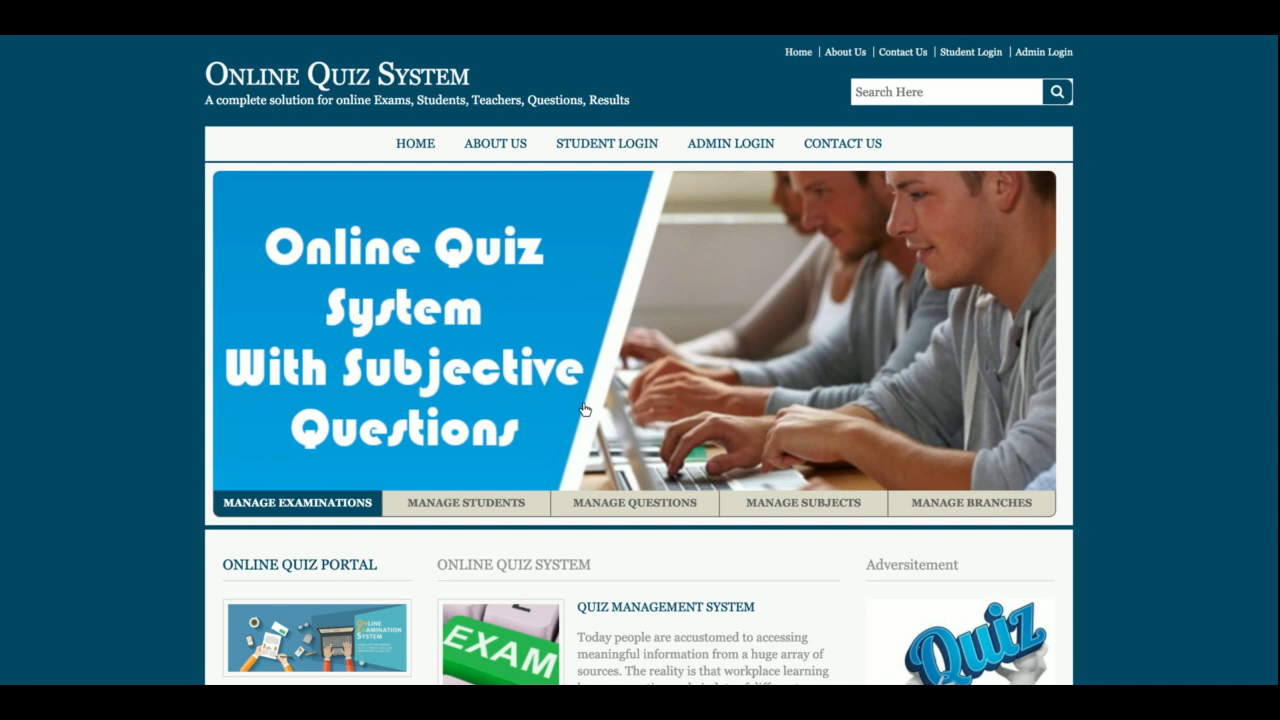 Home | About Us | Contact Us | Student Login | Admin Login
ONLINE QUIZ SYSTEM
A complete solution for online Exams, Students, Teachers, Questions, Results
Search Here
HOME ABOUT US STUDENT LOGIN ADMIN LOGIN CONTACT US
Online Quiz
System
With Subjective
Questions
MANAGE EXAMINATIONS MANAGE STUDENTS MANAGE QUESTIONS MANAGE SUBJECTS MANAGE BRANCHES
ONLINE QUIZ PORTAL
ONLINE EXAMINATION SYSTEM
ONLINE QUIZ SYSTEM
EXAM
QUIZ MANAGEMENT SYSTEM
Today people are accustomed to accessing
meaningful information from a huge array of
sources. The reality is that workplace learning
Adversitement
Quiz